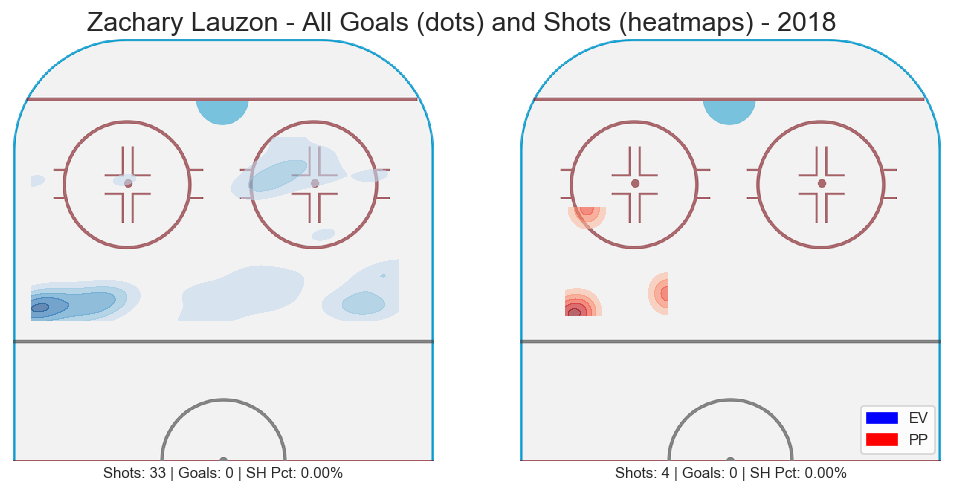 Zachary Lauzon - All Goals (dots) and Shots (heatmaps) - 2018
EV
PP
Shots: 33 | Goals: 0 | SH Pct: 0.00%
Shots: 4 | Goals: 0 | SH Pct: 0.00%